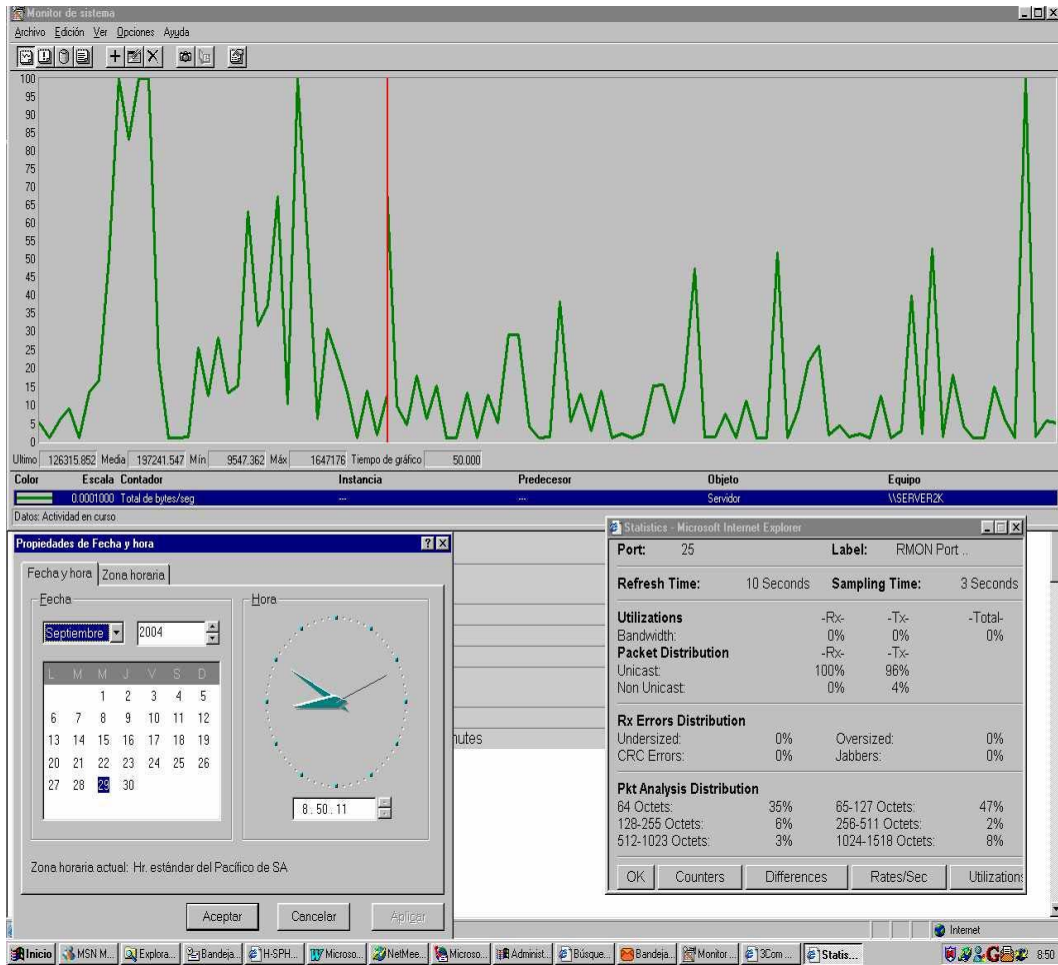 Monitor de sistema
Archivo Edición Ver Opciones Ayuda
100
95
90
85
80
75
70
65
60
55
50
45
40
35
30
25
20
15
10
5
0
Ultimo 126315.852 Media 197241.547 Mín 9547.362 Máx 1647176 Tiempo de gráfico 50.000
Color Escala Contador Instancia Predecesor Objeto Equipo
0.0001000 Total de bytes/seg --- --- Servidor \\SERVER2K
Datos: Actividad en curso
Propiedades de Fecha y hora
Fecha y hora Zona horaria
Fecha
Septiembre 2004
L M M J V S D
1 2 3 4 5
6 7 8 9 10 11 12
13 14 15 16 17 18 19
20 21 22 23 24 25 26
27 28 29 30
Hora
8:50:11
Zona horaria actual: Hr. estándar del Pacífico de SA
Aceptar Cancelar Aplicar
nutes
Statistics - Microsoft Internet Explorer
Port: 25 Label: RMON Port ..
Refresh Time: 10 Seconds Sampling Time: 3 Seconds
Utilizations -Rx- -Tx- -Total-
Bandwidth: 0% 0% 0%
Packet Distribution -Rx- -Tx-
Unicast: 100% 96%
Non Unicast: 0% 4%
Rx Errors Distribution
Undersized: 0% Oversized: 0%
CRC Errors: 0% Jabbers: 0%
Pkt Analysis Distribution
64 Octets: 35% 65-127 Octets: 47%
128-255 Octets: 6% 256-511 Octets: 2%
512-1023 Octets: 3% 1024-1518 Octets: 8%
OK Counters Differences Rates/Sec Utilization
Internet
Inicio MSN M... Explora... Bandeja... H-SPH... Microso... NetMee... Microso... Administ... Búsque... Bandeja... Monitor ... 3Com ... Statis... 8:50